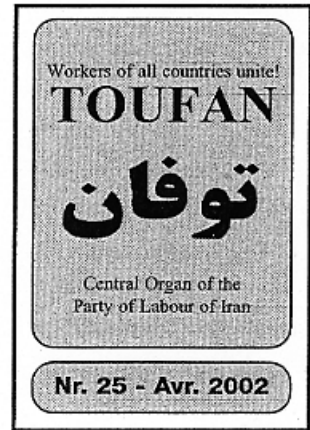 Workers of all countries unite!
TOUFAN
توفان
Central Organ of the
Party of Labour of Iran
Nr. 25 - Avr. 2002